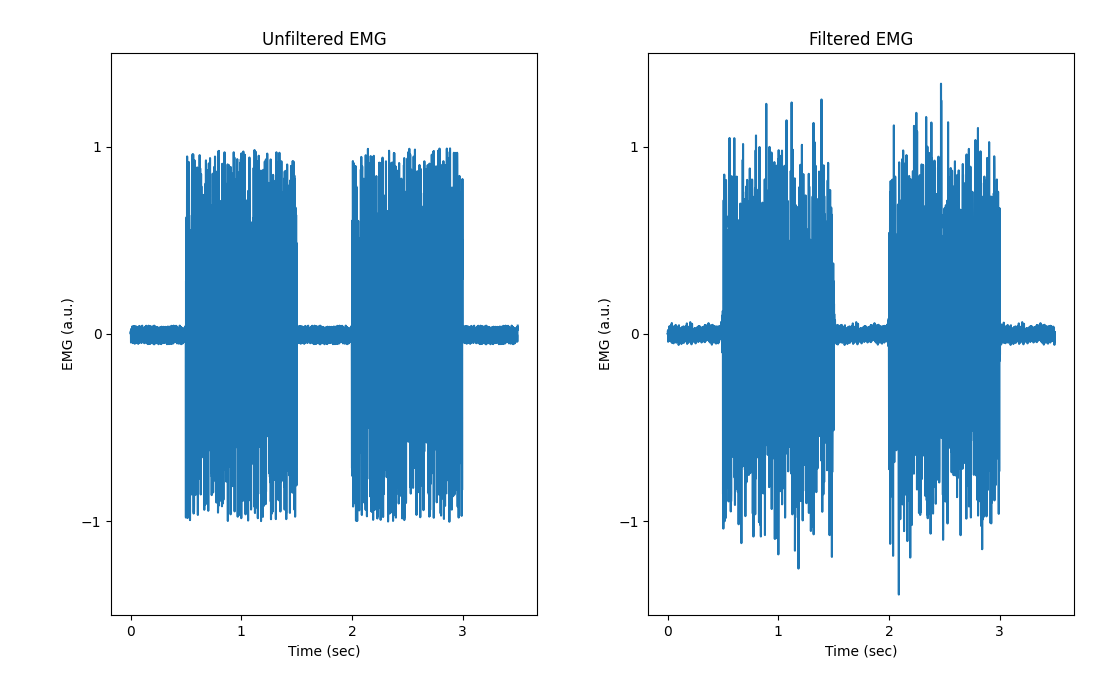 Unfiltered EMG
EMG (a.u.)
1
0
−1
0 1 2 3
Time (sec)
Filtered EMG
EMG (a.u.)
1
0
−1
0 1 2 3
Time (sec)